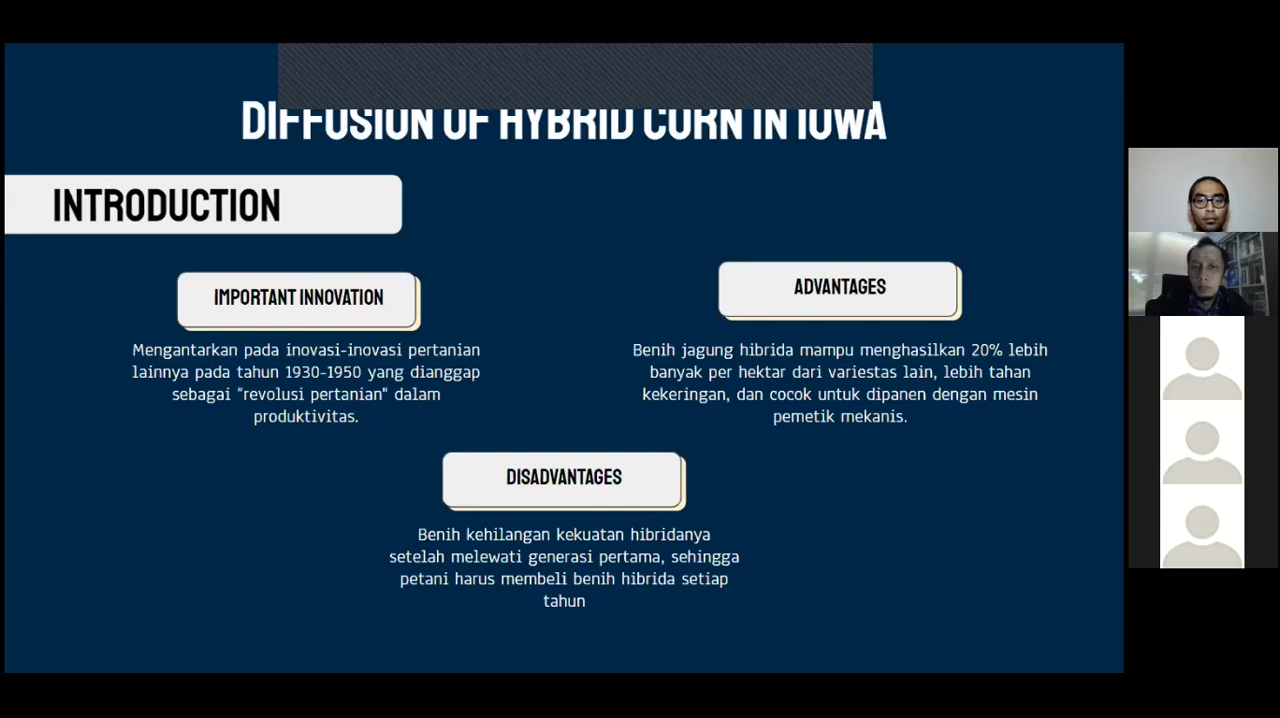 DIFFUSION OF HYBRID CORN IN IOWA
INTRODUCTION
IMPORTANT INNOVATION
Mengantarkan pada inovasi-inovasi pertanian
lainnya pada tahun 1930-1950 yang dianggap
sebagai "revolusi pertanian" dalam
produktivitas.
ADVANTAGES
Benih jagung hibrida mampu menghasilkan 20% lebih
banyak per hektar dari variestas lain, lebih tahan
kekeringan, dan cocok untuk dipanen dengan mesin
pemetik mekanis.
DISADVANTAGES
Benih kehilangan kekuatan hibridanya
setelah melewati generasi pertama, sehingga
petani harus membeli benih hibrida setiap
tahun